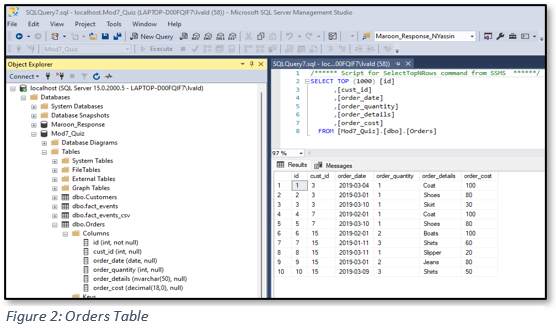 SQLQuery7.sql - localhost.Mod7_Quiz (LAPTOP-D00FQIF7\Ivald (58)) - Microsoft SQL Server Management Studio
File Edit View Project Tools Window Help
New Query
Maroon_Response_NYassin
Mod7_Quiz
Execute
Object Explorer
Connect
localhost (SQL Server 15.0.2000.5 - LAPTOP-D00FQIF7\Ivald)
Databases
System Databases
Database Snapshots
Maroon_Response
Mod7_Quiz
Database Diagrams
Tables
System Tables
FileTables
External Tables
Graph Tables
dbo.Customers
dbo.fact_events
dbo.fact_events_csv
dbo.Orders
Columns
id (int, not null)
cust_id (int, null)
order_date (date, null)
order_quantity (int, null)
order_details (nvarchar(50), null)
order_cost (decimal(18,0), null)
Keys
SQLQuery7.sql - loc...00FQIF7\Ivald (58))
/****** Script for SelectTopNRows command from SSMS ******/
SELECT TOP (1000) [id]
,[cust_id]
,[order_date]
,[order_quantity]
,[order_details]
,[order_cost]
FROM [Mod7_Quiz].[dbo].[Orders]
97 %
Results Messages
id cust_id order_date order_quantity order_details order_cost
1 1 3 2019-03-04 1 Coat 100
2 2 3 2019-03-01 1 Shoes 80
3 3 3 2019-03-10 1 Skirt 30
4 4 7 2019-02-01 1 Coat 100
5 5 7 2019-03-10 1 Shoes 80
6 6 15 2019-02-01 2 Boats 100
7 7 15 2019-01-11 3 Shirts 60
8 8 15 2019-03-11 1 Slipper 20
9 9 15 2019-03-01 2 Jeans 80
10 10 15 2019-03-09 3 Shirts 50
Figure 2: Orders Table